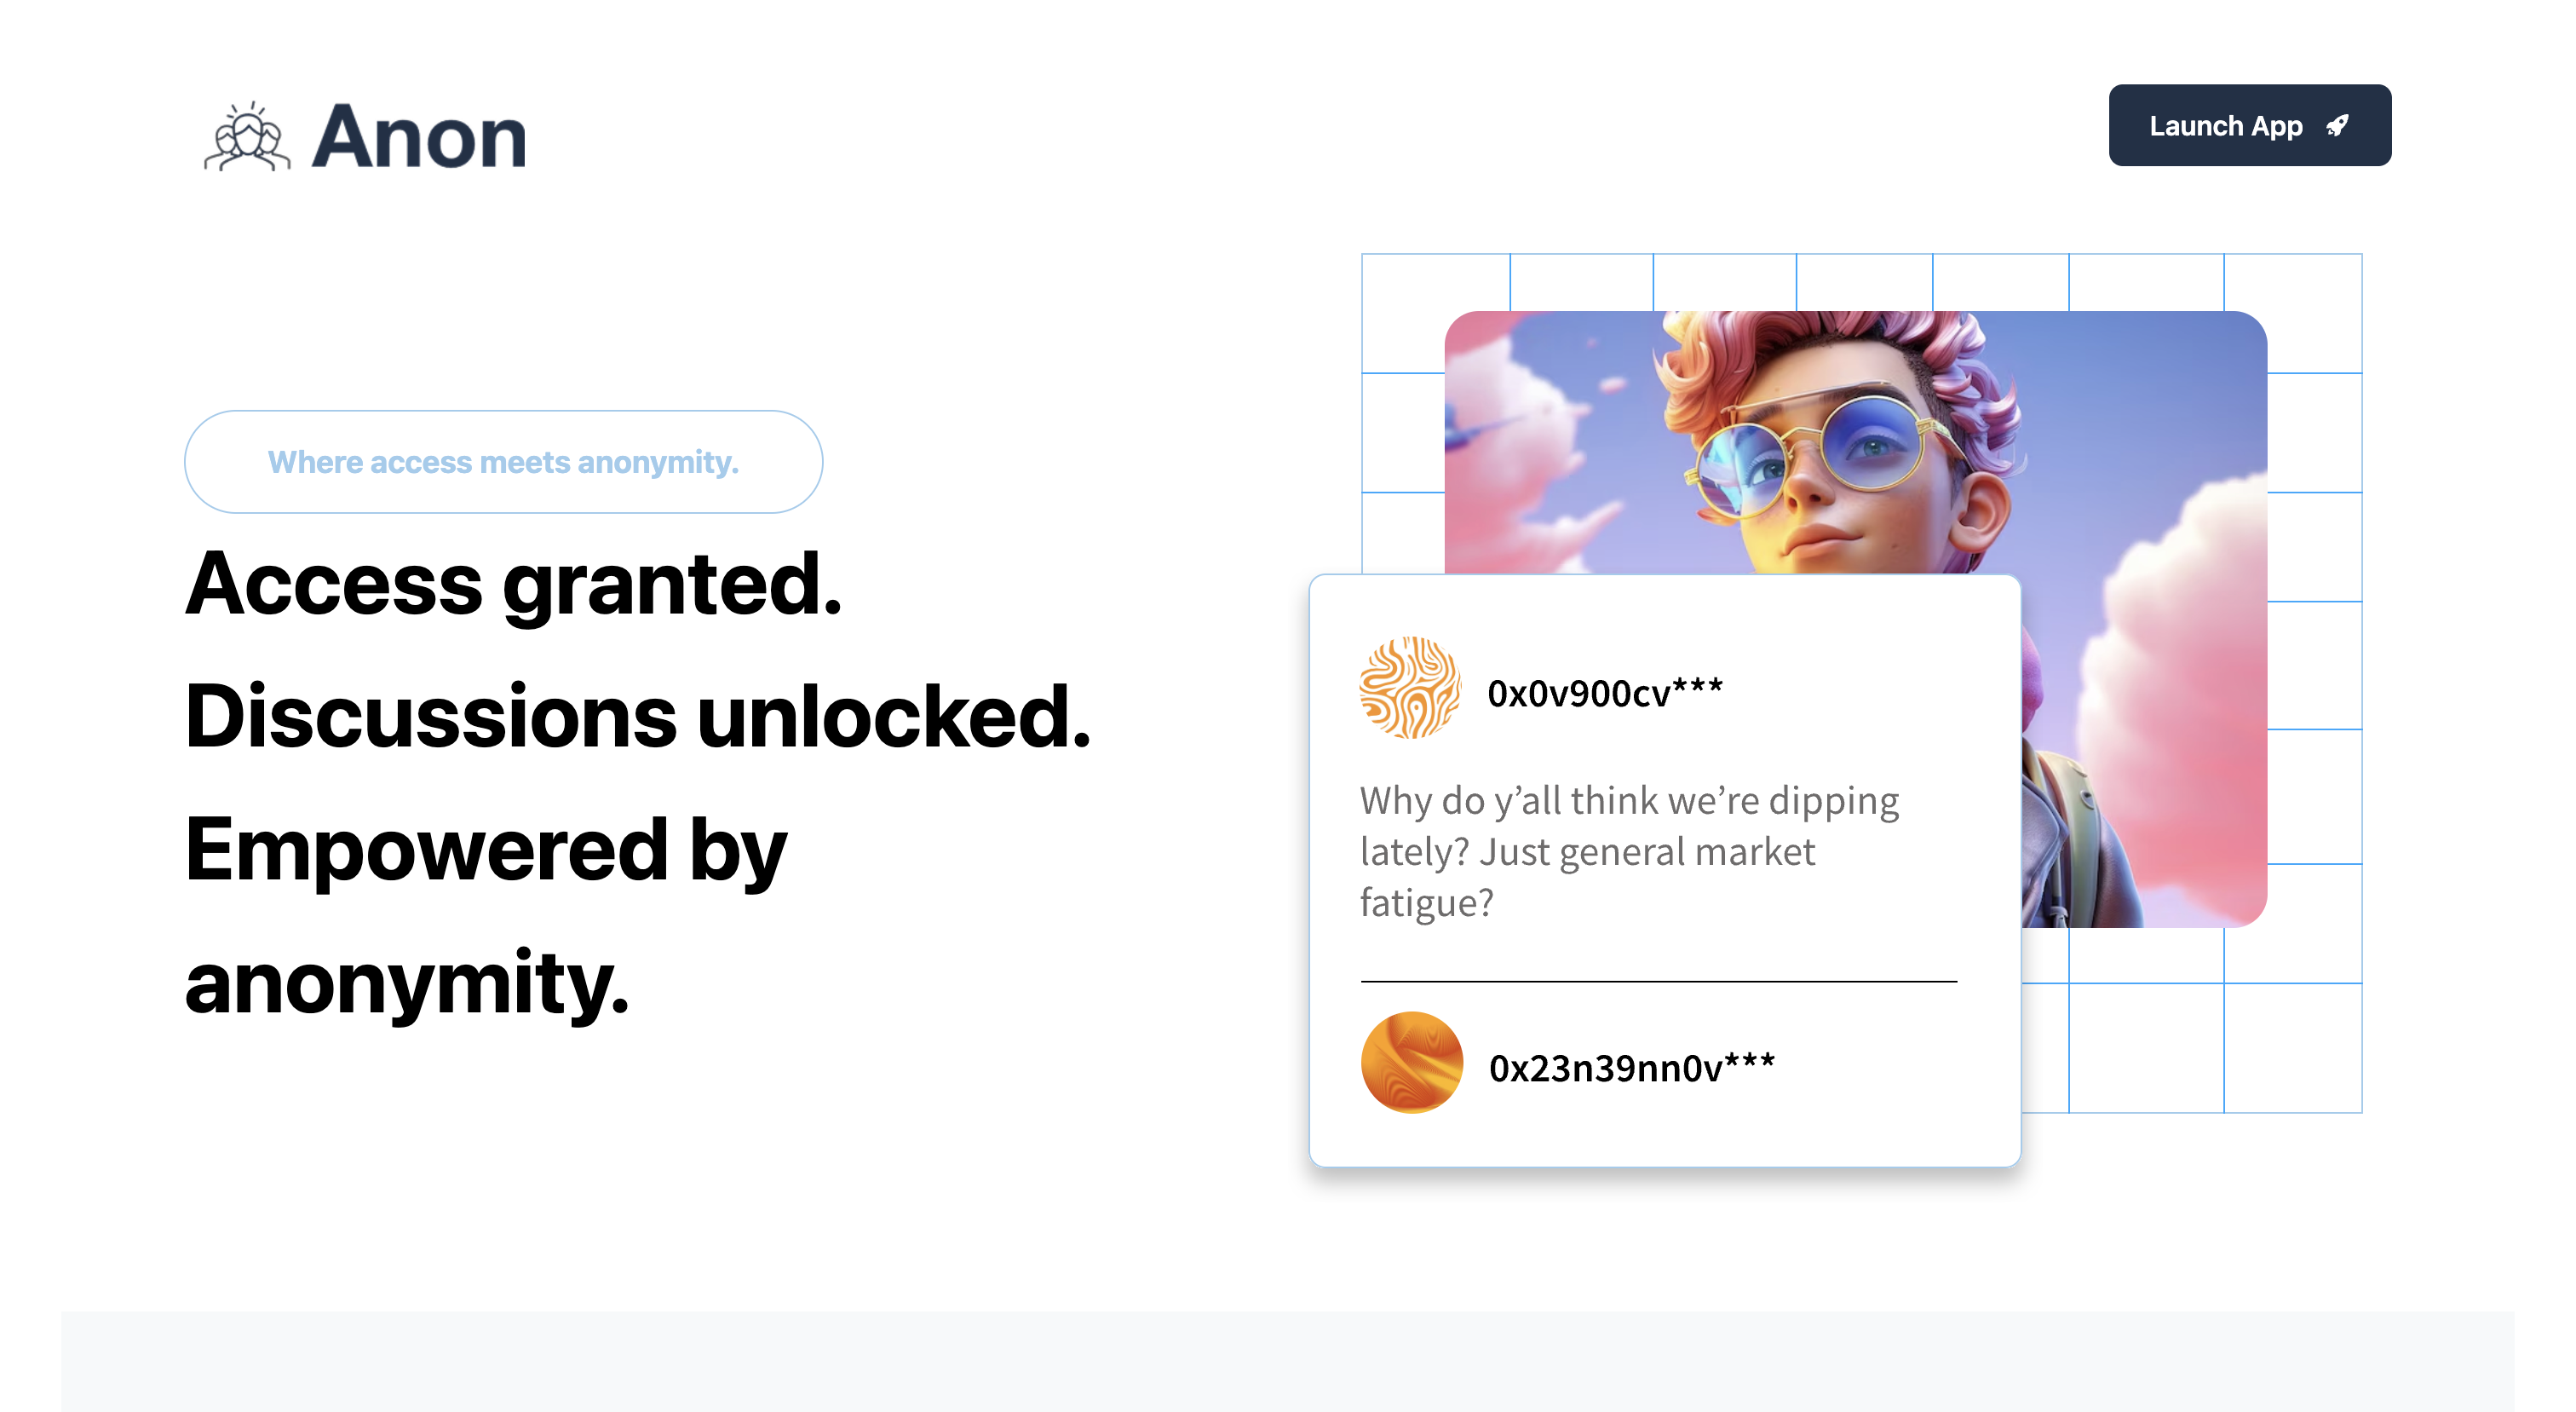 Anon
Launch App
Where access meets anonymity.
Access granted.
Discussions unlocked.
Empowered by
anonymity.
0x0v900cv***
Why do y’all think we’re dipping
lately? Just general market
fatigue?
0x23n39nn0v***